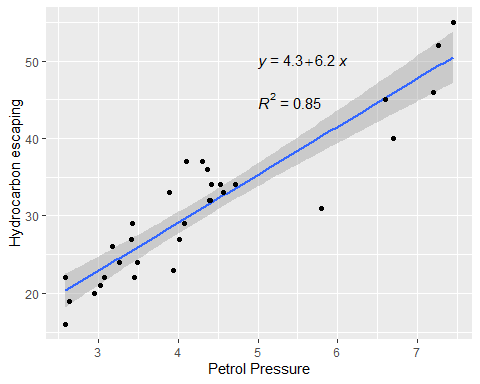 50
40
30
20
y = 4.3+6.2 x
R² = 0.85
3 4 5 6 7
Petrol Pressure
Hydrocarbon escaping